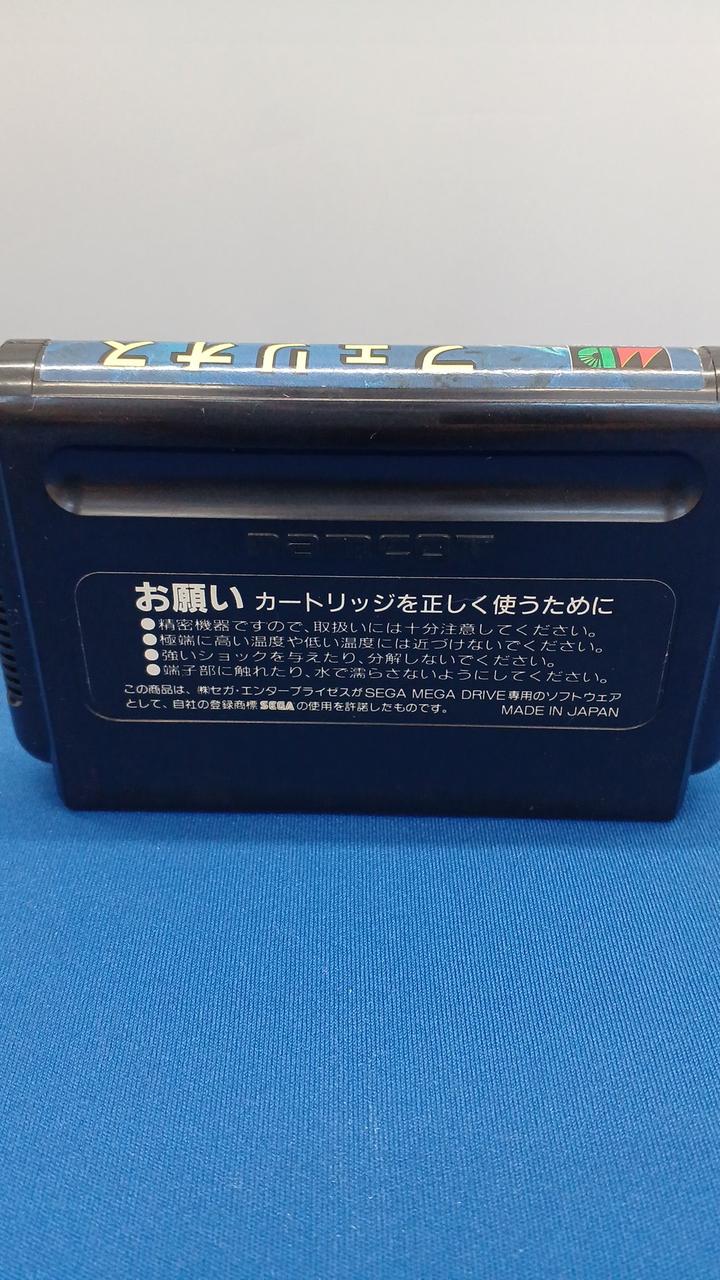 フェリオス
MD
namcot
お願い カートリッジを正しく使うために
●精密機器ですので、取扱いには十分注意してください。
●極端に高い温度や低い温度には近づけないでください。
●強いショックを与えたり、分解しないでください。
●端子部に触れたり、水で濡らさないようにしてください。
この商品は、㈱セガ・エンタープライゼスがSEGA MEGA DRIVE専用のソフトウェア
として、自社の登録商標SEGAの使用を許諾したものです。 MADE IN JAPAN